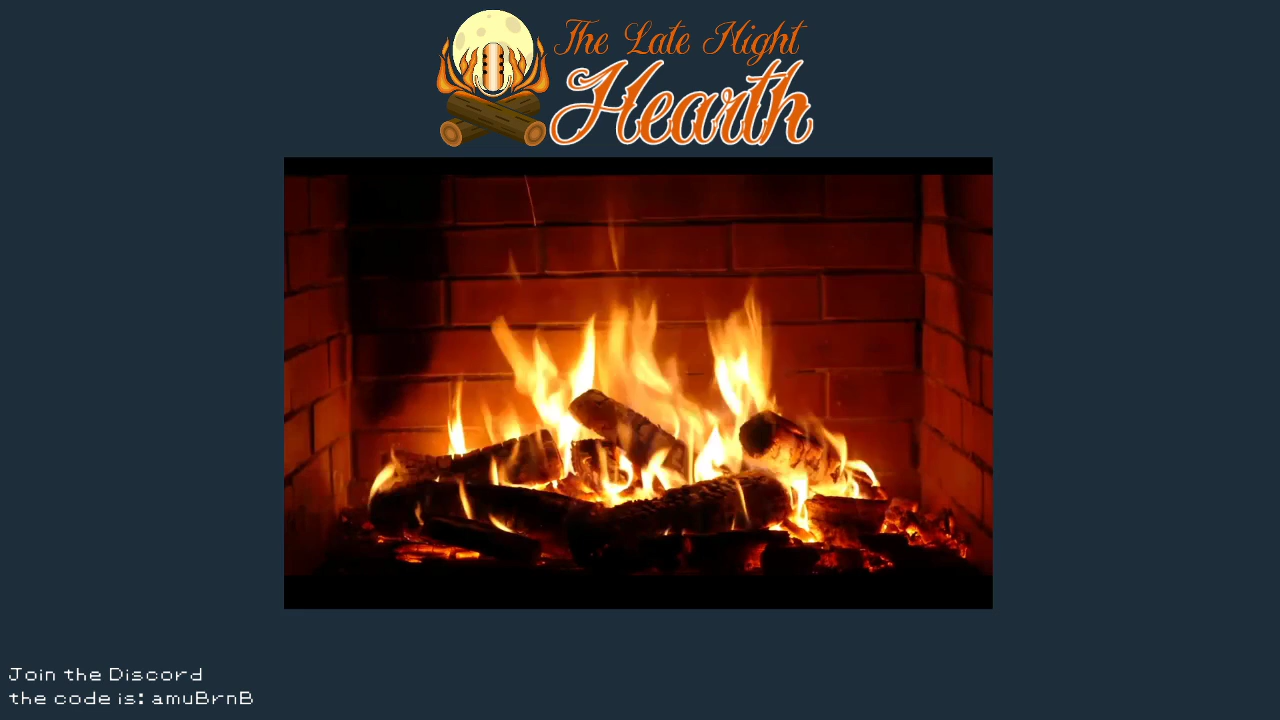 The Late Night
Hearth
Join the Discord
the code is: amuBrnB